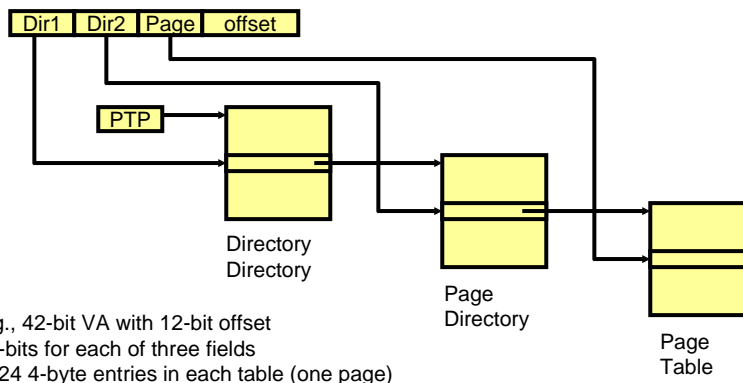 Dir1 Dir2 Page offset
PTP
Directory
Directory
Page
Directory
Page
Table
g., 42-bit VA with 12-bit offset
-bits for each of three fields
24 4-byte entries in each table (one page)